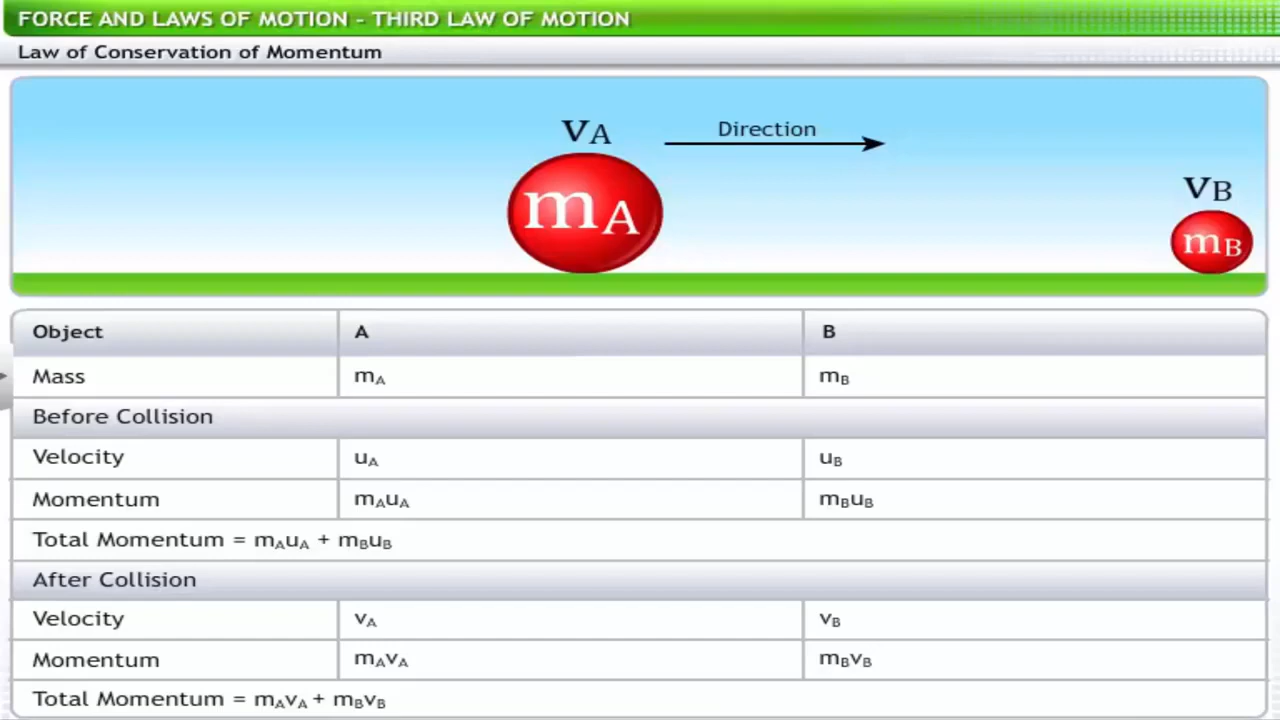 FORCE AND LAWS OF MOTION - THIRD LAW OF MOTION
Law of Conservation of Momentum
vA
Direction
mA
vB
mB
Object A B
Mass mA mB
Before Collision
Velocity uA uB
Momentum mAuA mBuB
Total Momentum = mAuA + mBuB
After Collision
Velocity vA vB
Momentum mAvA mBvB
Total Momentum = mAvA + mBvB